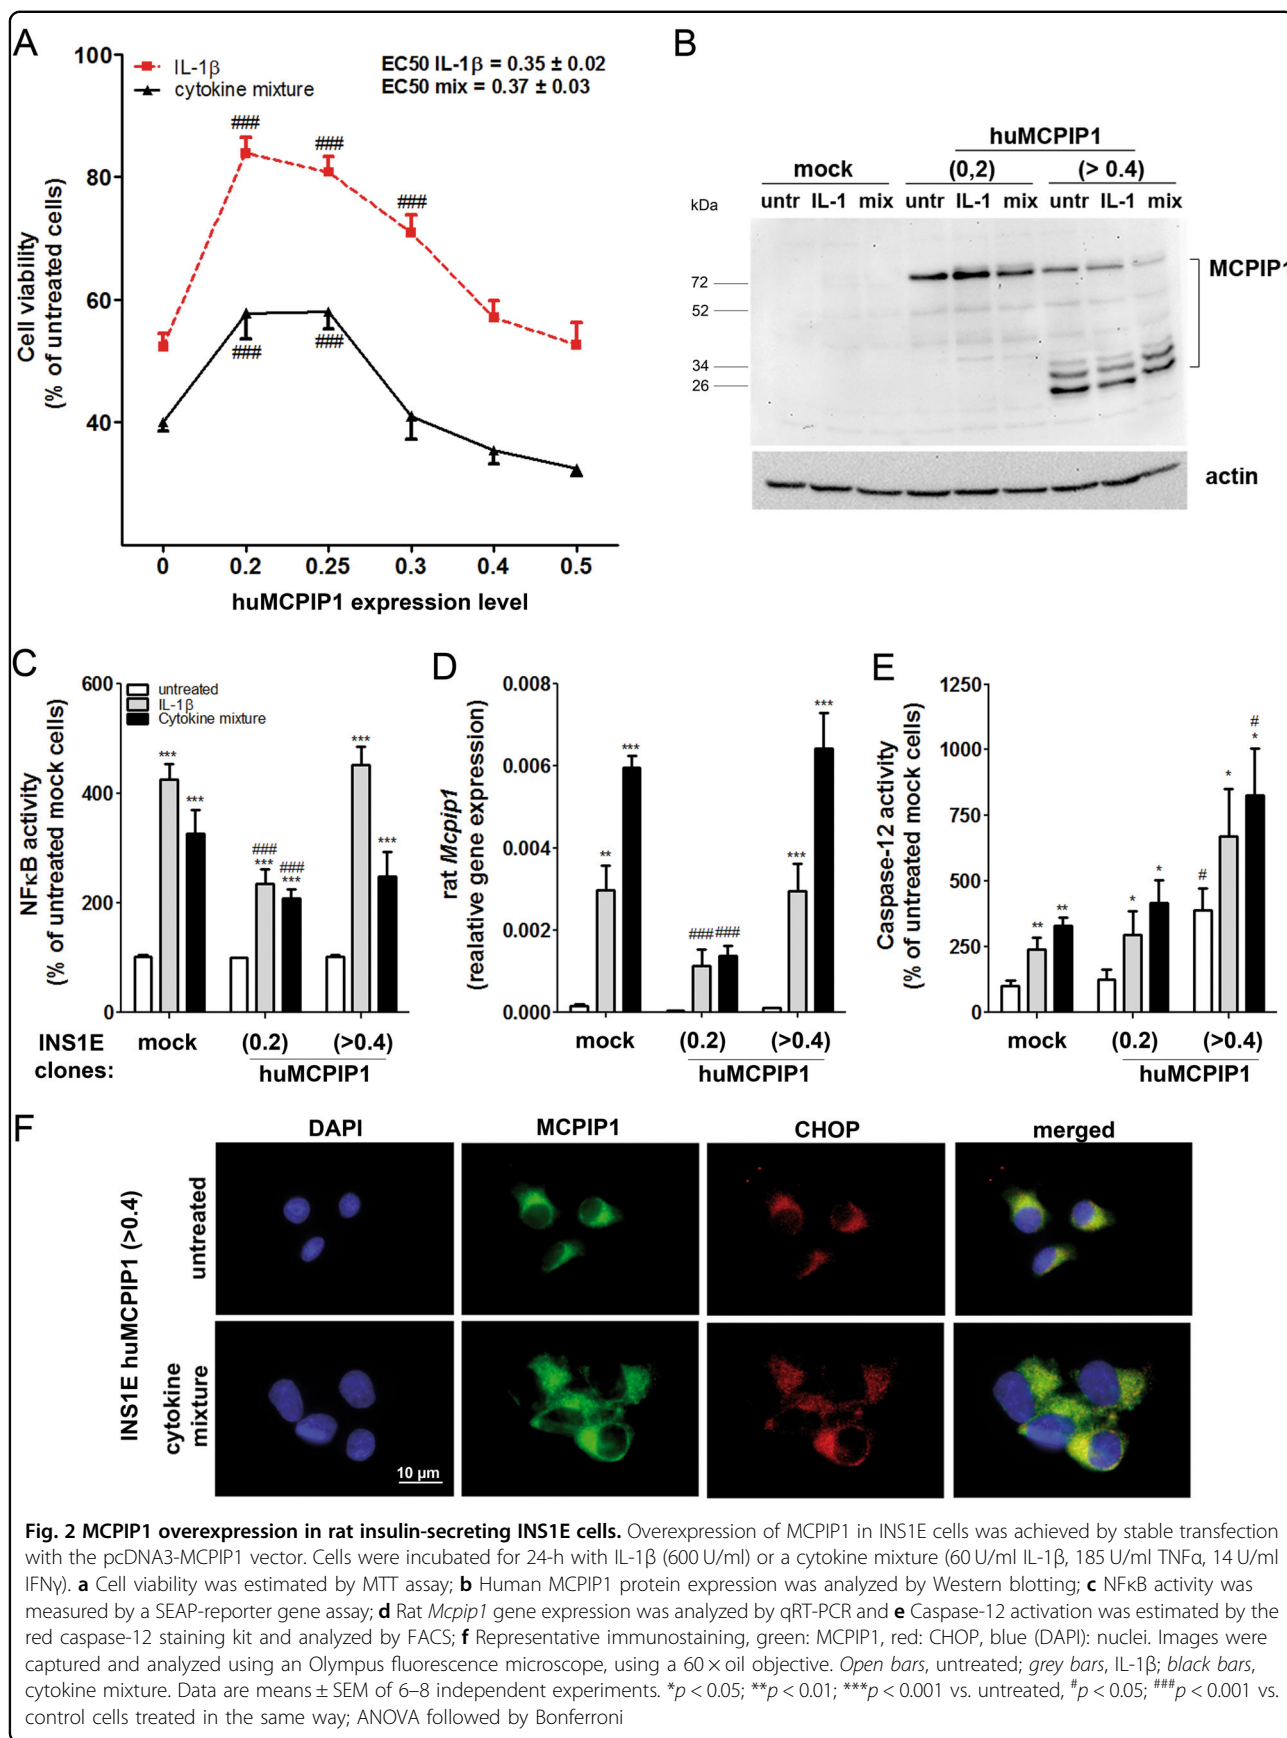 A
100
80
60
40
Cell viability
(% of untreated cells)
IL-1β
cytokine mixture
EC50 IL-1β = 0.35 ± 0.02
EC50 mix = 0.37 ± 0.03
###
###
###
###
###
0 0.2 0.25 0.3 0.4 0.5
huMCPIP1 expression level
B
huMCPIP1
mock (0,2) (> 0.4)
kDa untr IL-1 mix untr IL-1 mix untr IL-1 mix
72
52
34
26
MCPIP1
actin
C
600
400
200
0
NFκB activity
(% of untreated mock cells)
untreated
IL-1β
Cytokine mixture
***
***
###
***
###
***
***
***
INS1E
clones:
mock (0.2) (>0.4)
huMCPIP1
D
0.008
0.006
0.004
0.002
0.000
rat Mcpip1
(realative gene expression)
**
***
### ###
***
***
mock (0.2) (>0.4)
huMCPIP1
E
1250
1000
750
500
250
0
Caspase-12 activity
(% of untreated mock cells)
**
**
*
*
#
*
#
*
mock (0.2) (>0.4)
huMCPIP1
F
DAPI MCPIP1 CHOP merged
INS1E huMCPIP1 (>0.4)
untreated
cytokine
mixture
10 µm
Fig. 2 MCPIP1 overexpression in rat insulin-secreting INS1E cells. Overexpression of MCPIP1 in INS1E cells was achieved by stable transfection
with the pcDNA3-MCPIP1 vector. Cells were incubated for 24-h with IL-1β (600 U/ml) or a cytokine mixture (60 U/ml IL-1β, 185 U/ml TNFα, 14 U/ml
IFNγ). a Cell viability was estimated by MTT assay; b Human MCPIP1 protein expression was analyzed by Western blotting; c NFκB activity was
measured by a SEAP-reporter gene assay; d Rat Mcpip1 gene expression was analyzed by qRT-PCR and e Caspase-12 activation was estimated by the
red caspase-12 staining kit and analyzed by FACS; f Representative immunostaining, green: MCPIP1, red: CHOP, blue (DAPI): nuclei. Images were
captured and analyzed using an Olympus fluorescence microscope, using a 60 × oil objective. Open bars, untreated; grey bars, IL-1β; black bars,
cytokine mixture. Data are means ± SEM of 6–8 independent experiments. *p < 0.05; **p < 0.01; ***p < 0.001 vs. untreated, #p < 0.05; ###p < 0.001 vs.
control cells treated in the same way; ANOVA followed by Bonferroni